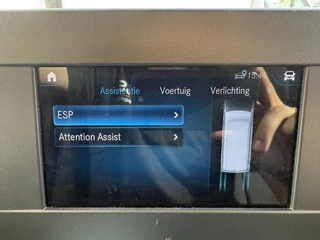 Assistentie Voertuig Verlichting
ESP
Attention Assist